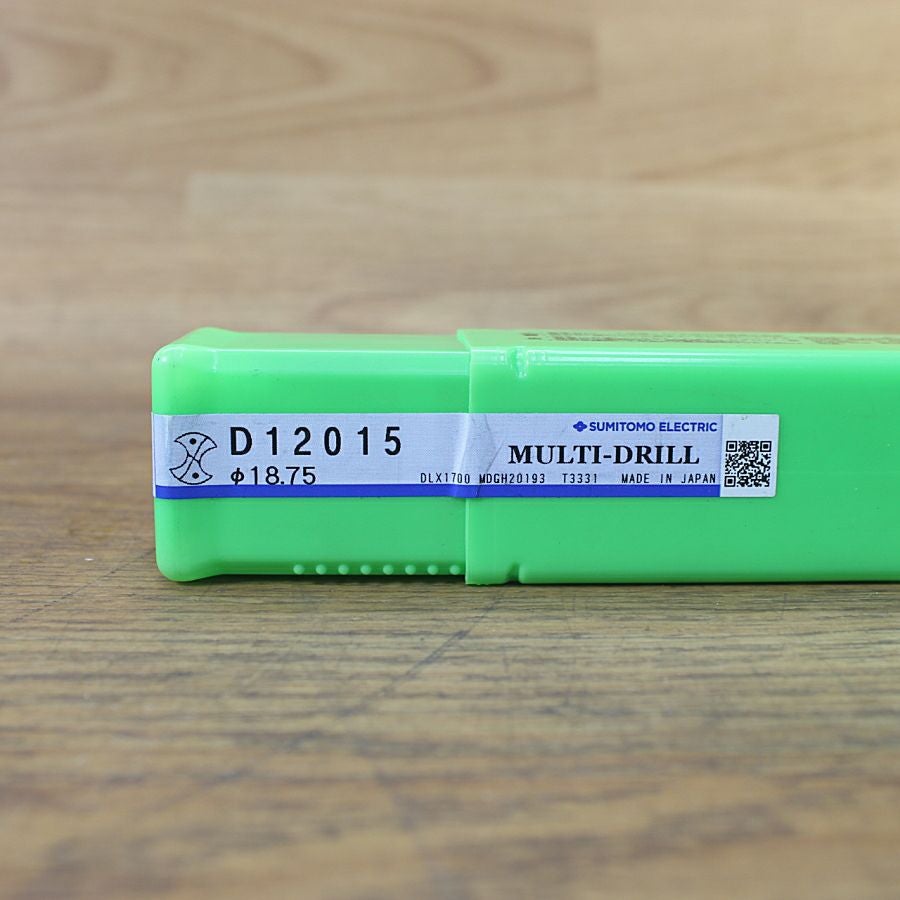 D12015
φ18.75
SUMITOMO ELECTRIC
MULTI-DRILL
DLX1700 MDGH20193 T3331 MADE IN JAPAN